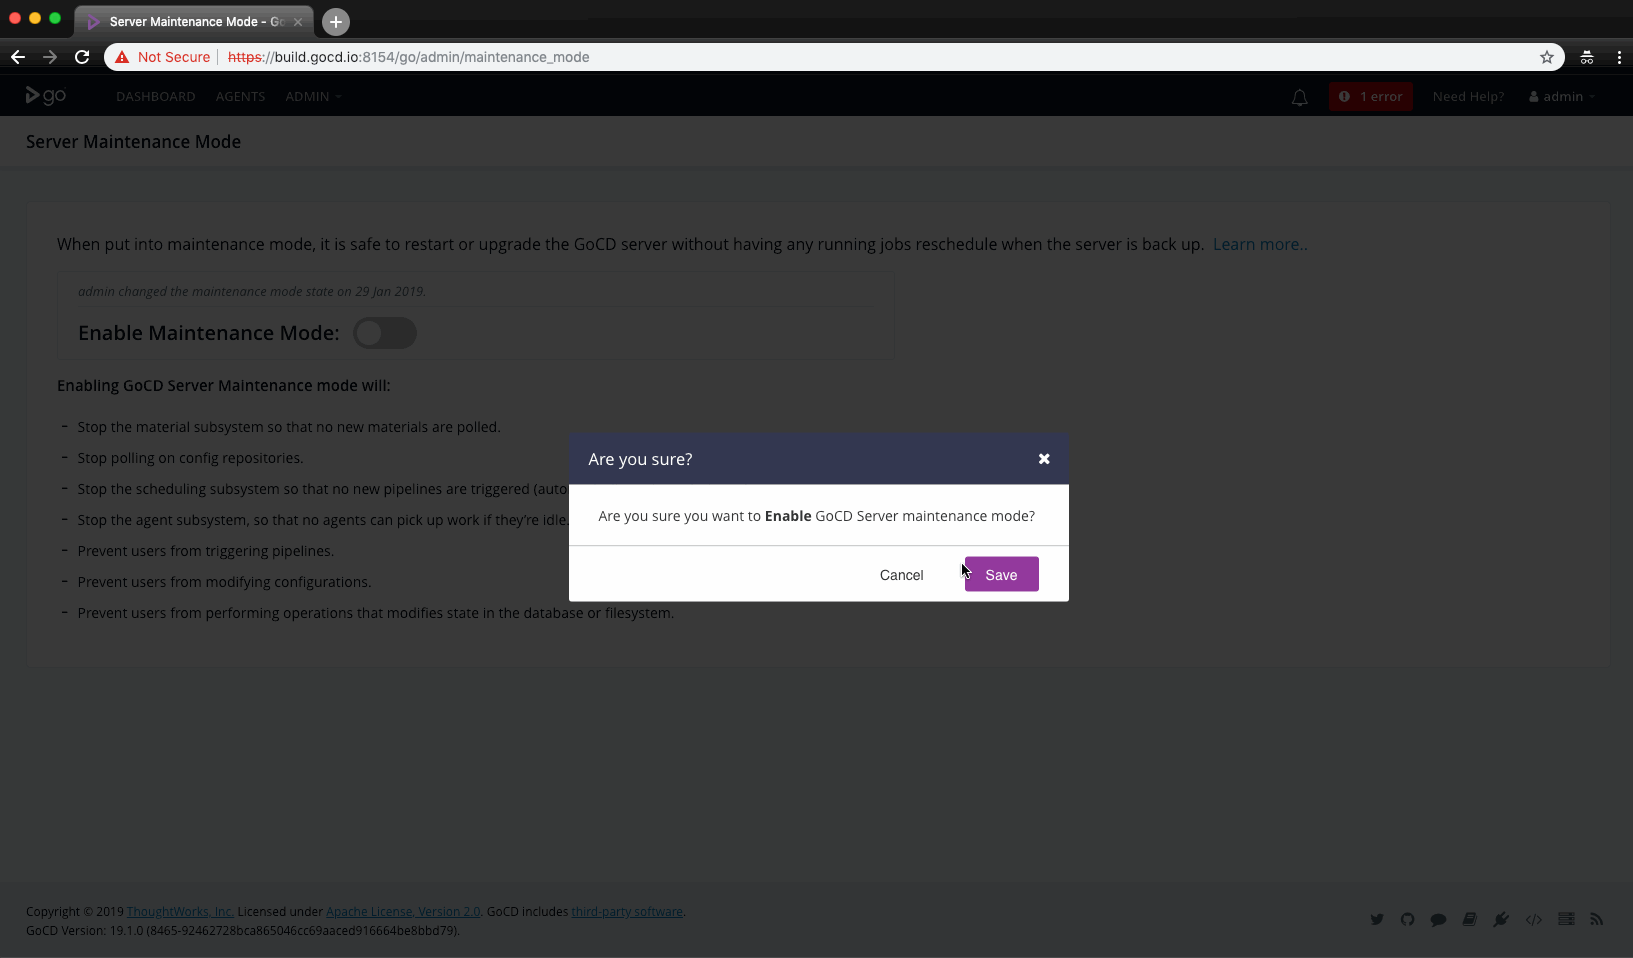 Server Maintenance Mode - Go
Not Secure https://build.gocd.io:8154/go/admin/maintenance_mode
go DASHBOARD AGENTS ADMIN 1 error Need Help? admin
Server Maintenance Mode
When put into maintenance mode, it is safe to restart or upgrade the GoCD server without having any running jobs reschedule when the server is back up. Learn more..
admin changed the maintenance mode state on 29 Jan 2019.
Enable Maintenance Mode:
Enabling GoCD Server Maintenance mode will:
- Stop the material subsystem so that no new materials are polled.
- Stop polling on config repositories.
- Stop the scheduling subsystem so that no new pipelines are triggered (auto
- Stop the agent subsystem, so that no agents can pick up work if they're idle.
- Prevent users from triggering pipelines.
- Prevent users from modifying configurations.
- Prevent users from performing operations that modifies state in the database or filesystem.
Are you sure?
Are you sure you want to Enable GoCD Server maintenance mode?
Cancel Save
Copyright © 2019 ThoughtWorks, Inc. Licensed under Apache License, Version 2.0. GoCD includes third-party software.
GoCD Version: 19.1.0 (8465-92462728bca865046cc69aaced916664be8bbd79).